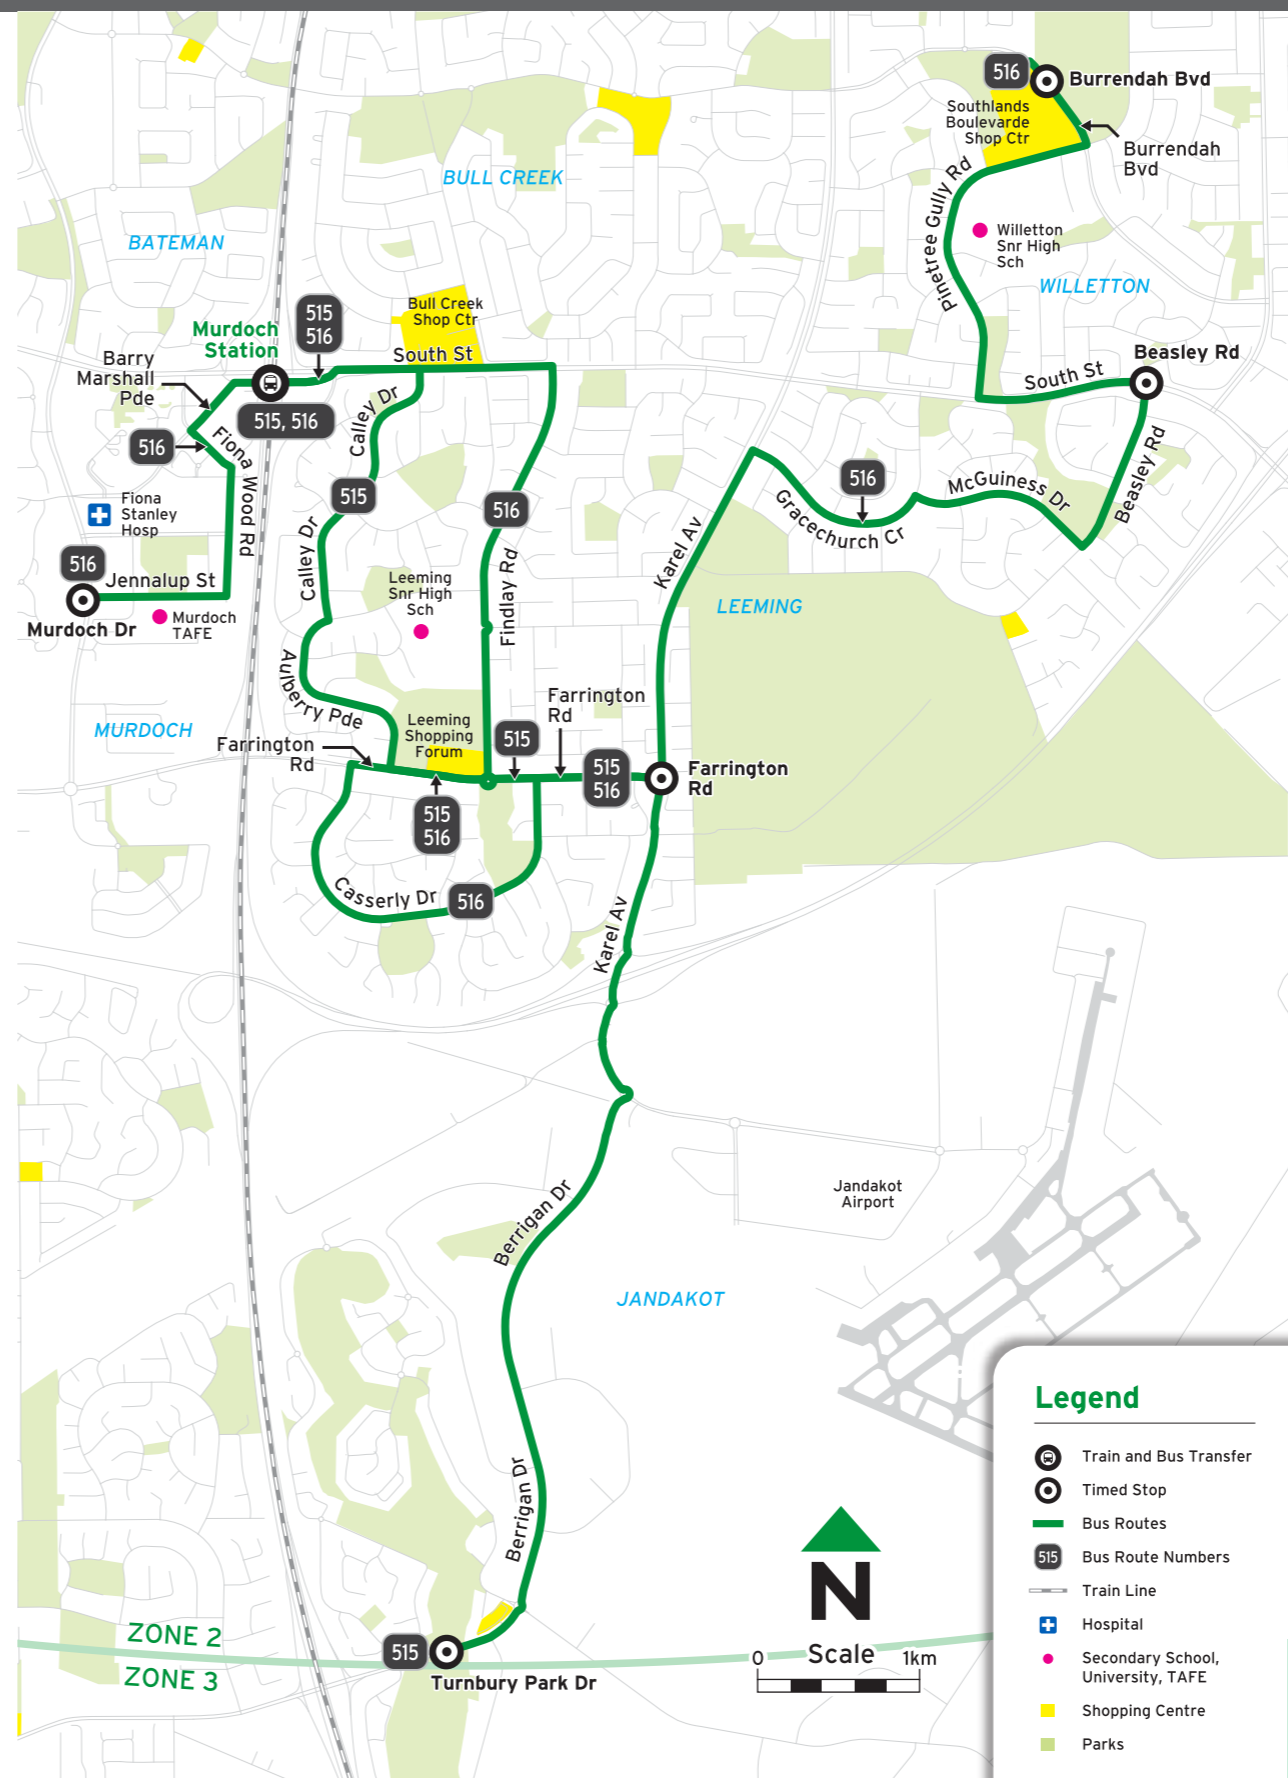 516
Burrendah Bvd
Southlands
Boulevarde
Shop Ctr
Burrendah
Bvd
BULL CREEK
Pinetree Gully Rd
Willetton
Snr High
Sch
BATEMAN
WILLETTON
515
516
Bull Creek
Shop Ctr
Murdoch
Station
South St
Barry
Marshall
Pde
Beasley Rd
South St
515, 516
Calley Dr
516
Fiona Wood Rd
Beasley Rd
515
516
516
McGuiness Dr
Gracechurch Cr
Fiona
Stanley
Hosp
Calley Dr
Karel Av
516
Jennalup St
Leeming
Snr High
Sch
Findlay Rd
LEEMING
Murdoch Dr
Murdoch
TAFE
Aulberry Pde
Farrington
Rd
MURDOCH
Leeming
Shopping
Forum
515
Farrington
Rd
515
516
Farrington
Rd
515
516
Casserly Dr
516
Karel Av
Jandakot
Airport
Berrigan Dr
JANDAKOT
Berrigan Dr
N
Scale
0
1km
ZONE 2
ZONE 3
515
Turnbury Park Dr
Legend
Train and Bus Transfer
Timed Stop
Bus Routes
515
Bus Route Numbers
Train Line
Hospital
Secondary School,
University, TAFE
Shopping Centre
Parks